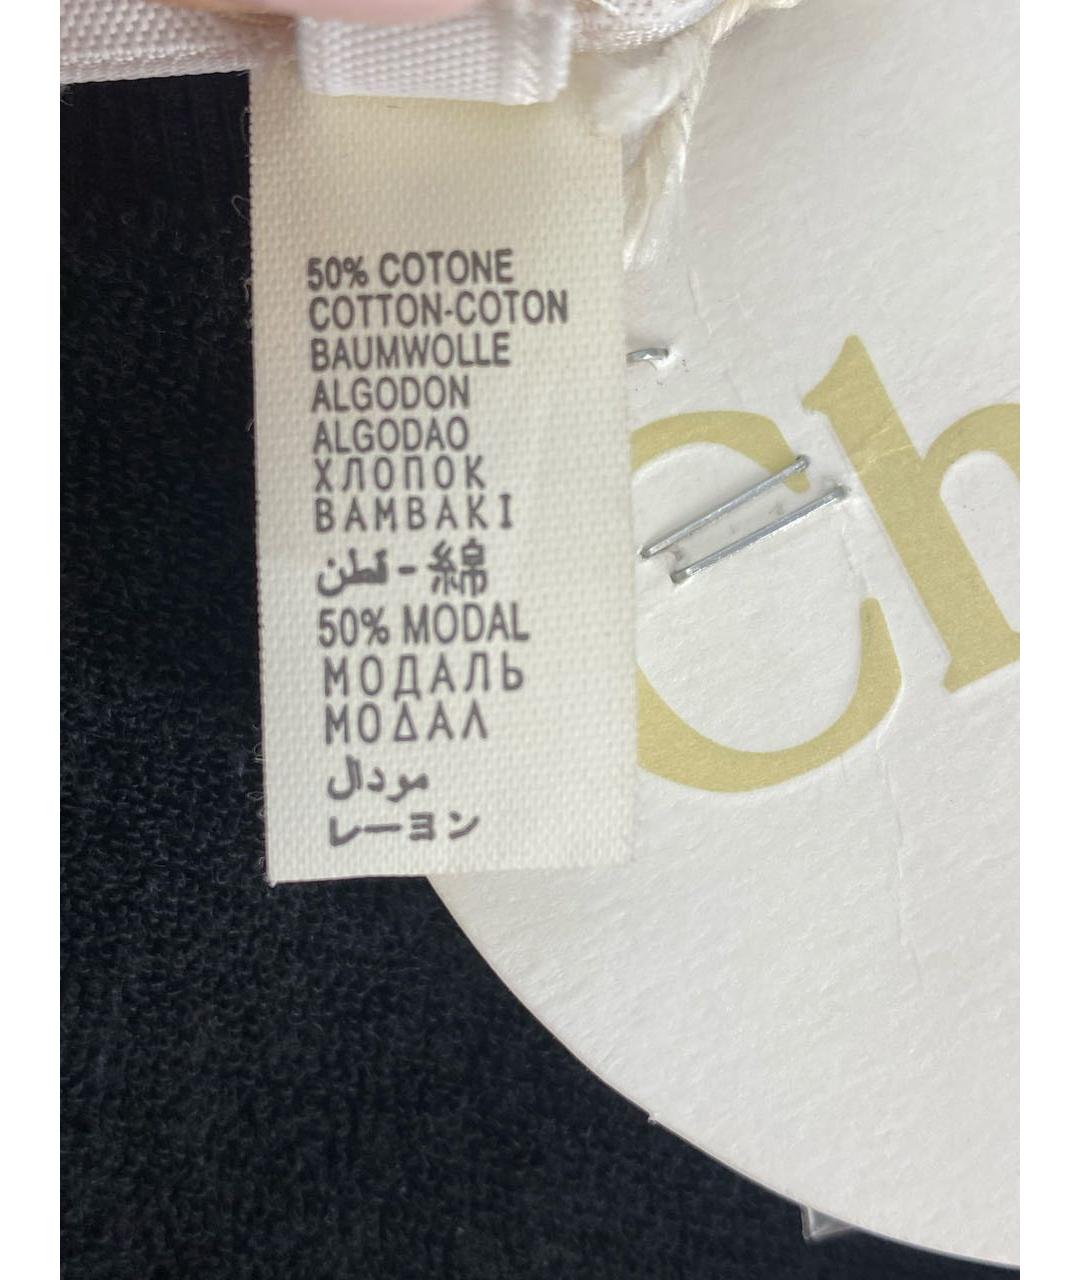 50% COTONE
COTTON-COTON
BAUMWOLLE
ALGODON
ALGODAO
ХЛОПОК
BAMBAKI
قطن - 綿
50% MODAL
МОДАЛЬ
ΜΟΔΑΛ
مودال
レーヨン
Ch